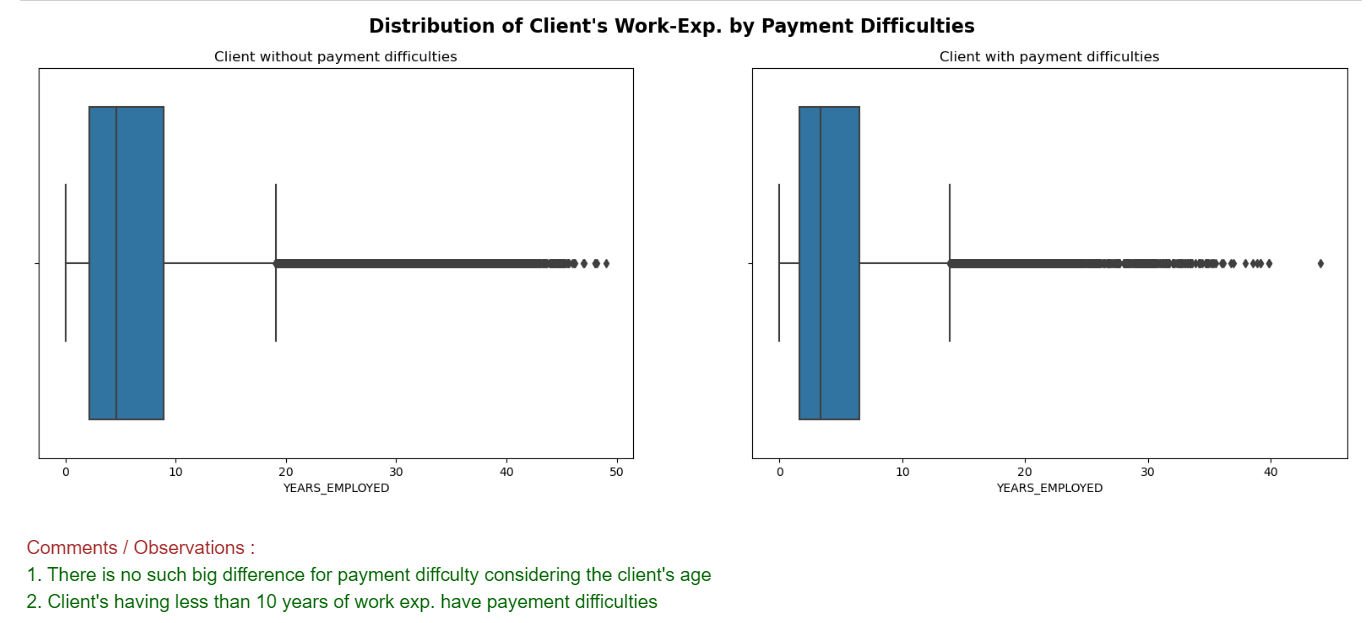 Distribution of Client's Work-Exp. by Payment Difficulties
Client without payment difficulties
0 10 20 30 40 50
YEARS_EMPLOYED
Client with payment difficulties
0 10 20 30 40
YEARS_EMPLOYED
Comments / Observations :
1. There is no such big difference for payment diffculty considering the client's age
2. Client's having less than 10 years of work exp. have payement difficulties